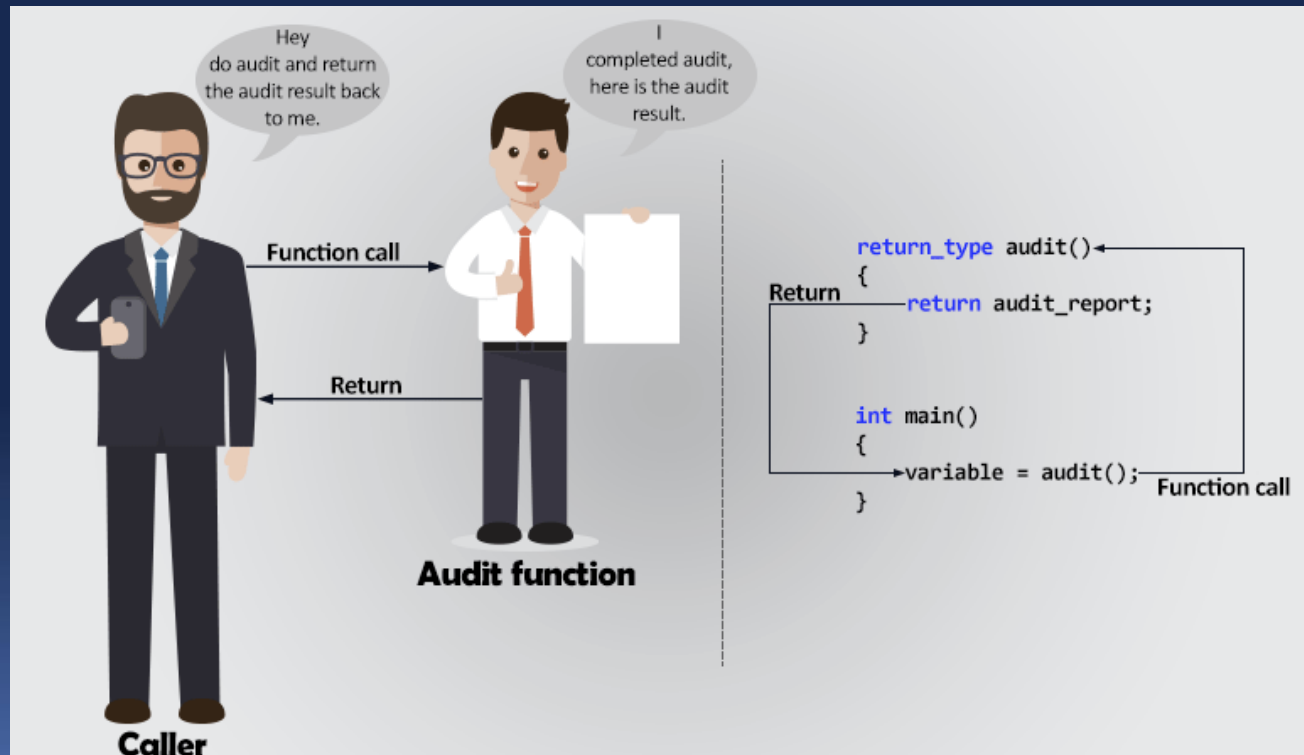 Hey
do audit and return
the audit result back
to me.
I
completed audit,
here is the audit
result.
Function call
Return
Audit function
Caller
return_type audit()
{
Return
return audit_report;
}
int main()
{
variable = audit();
Function call
}